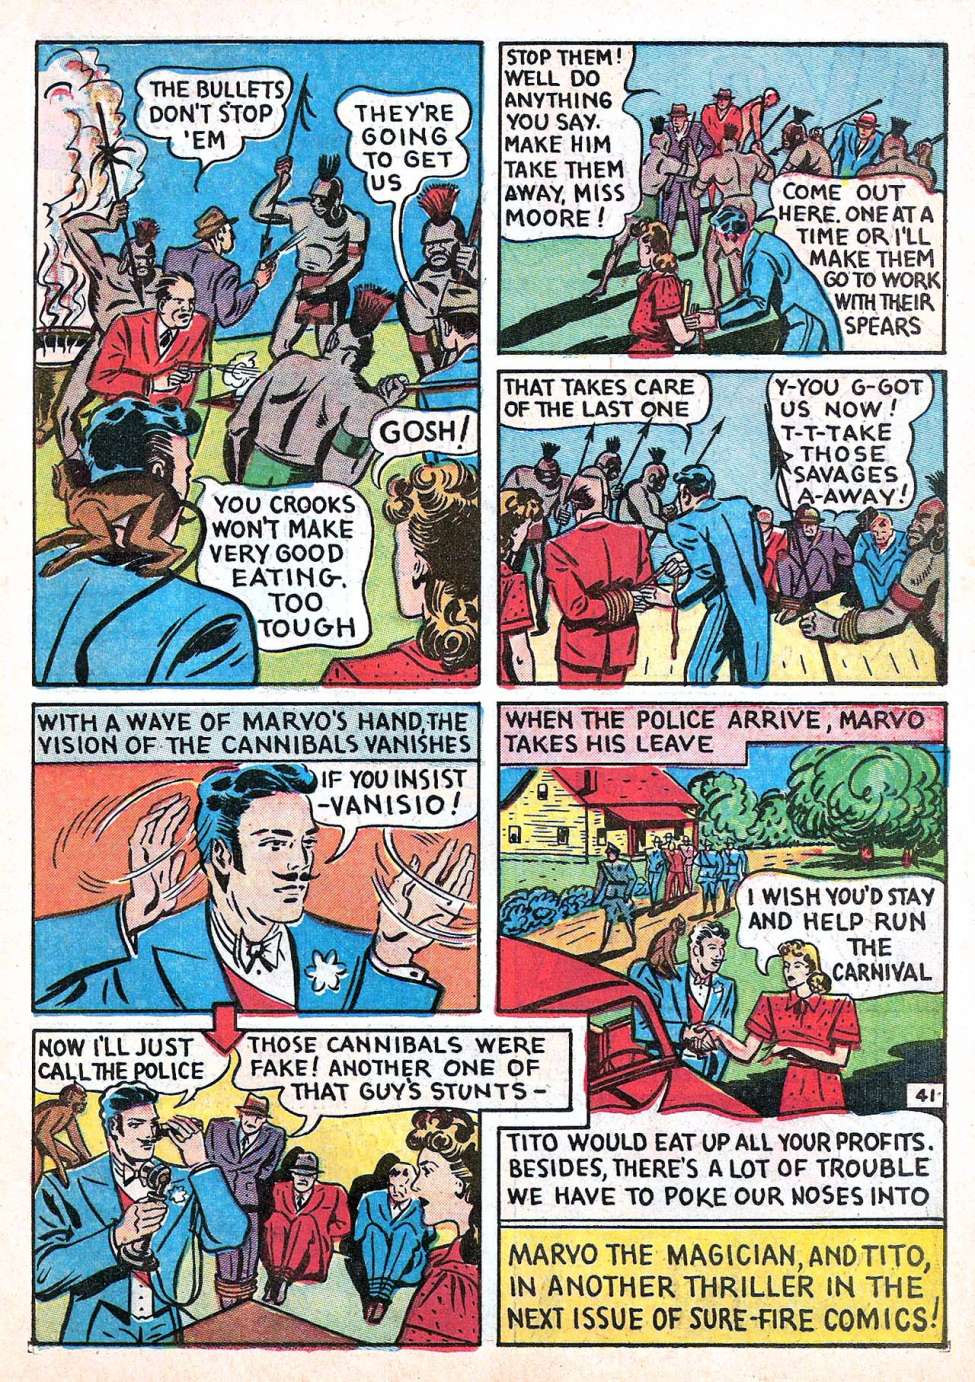 THE BULLETS
DON'T STOP
'EM
THEY'RE
GOING
TO GET
US
GOSH!
YOU CROOKS
WON'T MAKE
VERY GOOD
EATING.
TOO
TOUGH
STOP THEM!
WELL DO
ANYTHING
YOU SAY.
MAKE HIM
TAKE THEM
AWAY, MISS
MOORE!
COME OUT
HERE. ONE AT A
TIME OR I'LL
MAKE THEM
GO TO WORK
WITH THEIR
SPEARS
THAT TAKES CARE
OF THE LAST ONE
Y-YOU G-GOT
US NOW!
T-T-TAKE
THOSE
SAVAGES
A-AWAY!
WITH A WAVE OF MARVO'S HAND, THE
VISION OF THE CANNIBALS VANISHES
IF YOU INSIST
-VANISIO!
NOW I'LL JUST
CALL THE POLICE
THOSE CANNIBALS WERE
FAKE! ANOTHER ONE OF
THAT GUY'S STUNTS-
WHEN THE POLICE ARRIVE, MARVO
TAKES HIS LEAVE
I WISH YOU'D STAY
AND HELP RUN
THE
CARNIVAL
41
TITO WOULD EAT UP ALL YOUR PROFITS.
BESIDES, THERE'S A LOT OF TROUBLE
WE HAVE TO POKE OUR NOSES INTO
MARVO THE MAGICIAN, AND TITO,
IN ANOTHER THRILLER IN THE
NEXT ISSUE OF SURE-FIRE COMICS!